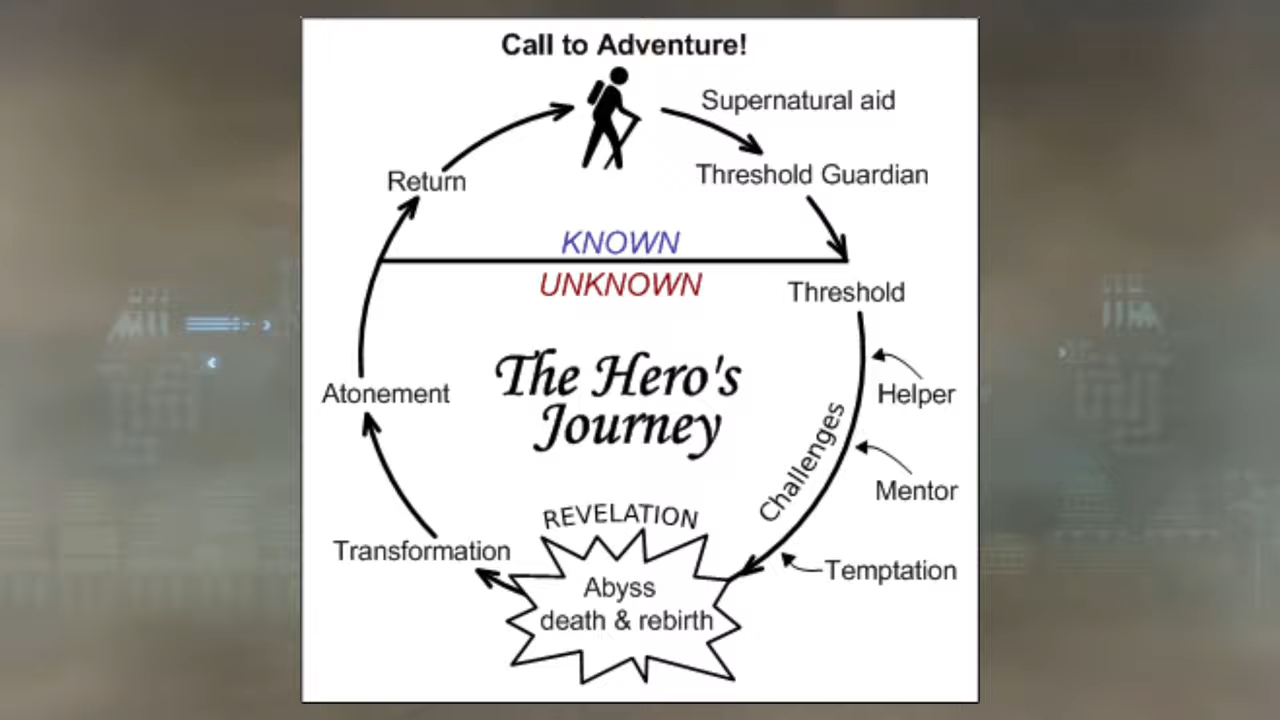 Call to Adventure!
Supernatural aid
Threshold Guardian
Return
KNOWN
UNKNOWN
Threshold
The Hero's
Journey
Helper
Atonement
Challenges
Mentor
REVELATION
Transformation
Temptation
Abyss
death & rebirth